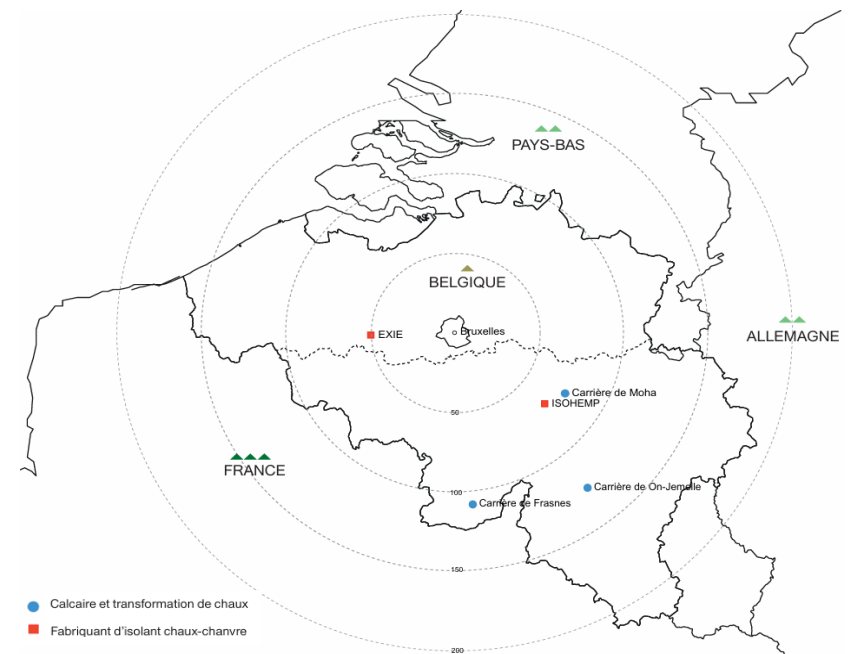 PAYS-BAS
BELGIQUE
EXIE
Bruxelles
ALLEMAGNE
Carrière de Moha
ISOHEMP
50
FRANCE
Carrière de On-Jemelle
100
Carrière de Frasnes
150
Calcaire et transformation de chaux
Fabriquant d'isolant chaux-chanvre
200